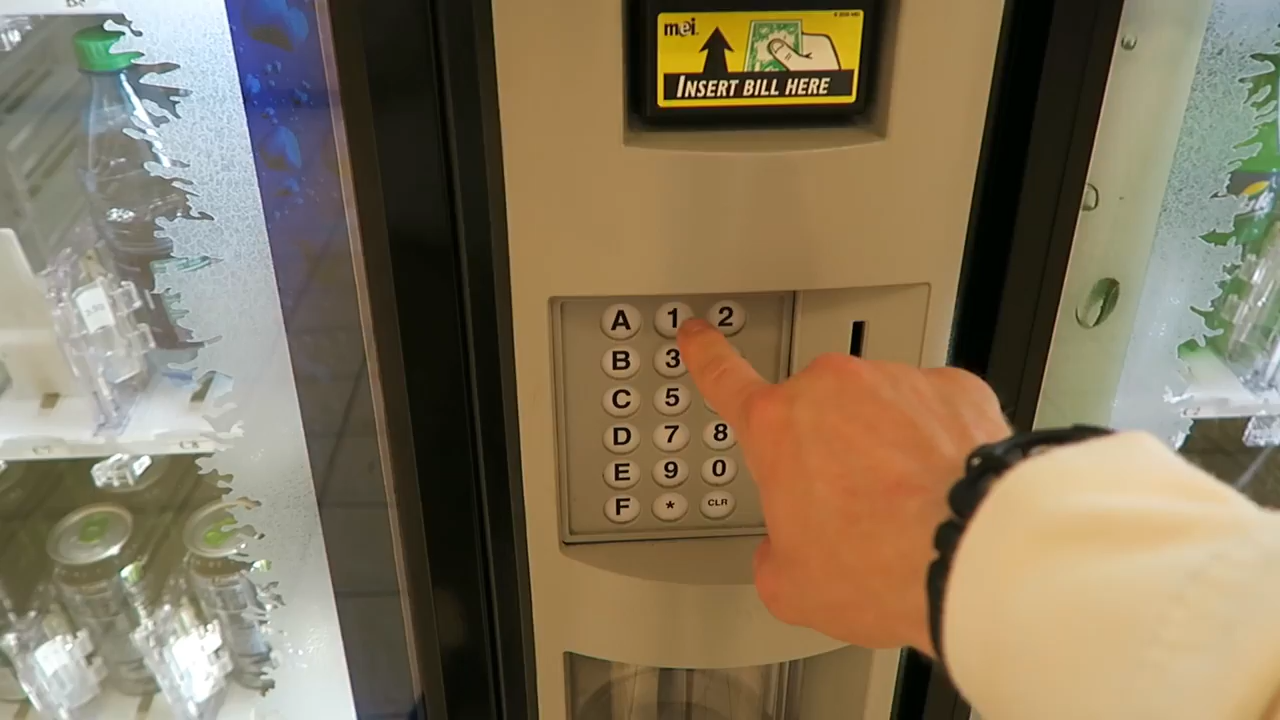 mei
INSERT BILL HERE
A 1 2
B 3
C 5
D 7 8
E 9 0
F * CLR